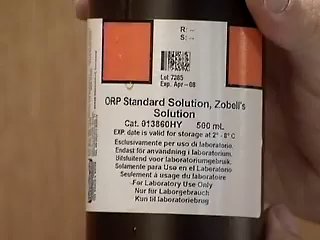 R: --
S: --
Lot 7285
Exp. Apr - 08
ORP Standard Solution, Zobell's
Solution
Cat. 013860HY 500 mL
EXP. date is valid for storage at 2° - 8° C
Esclusivamente per uso di laboratorio.
Endast för användning i laboratorium.
Uitsluitend voor laboratoriumgebruik.
Solamente para Uso en el Laboratorio
Seulement à usage du laboratoire
For Laboratory Use Only
Nur für Laborgebrauch
Kun til laboratoriebrug